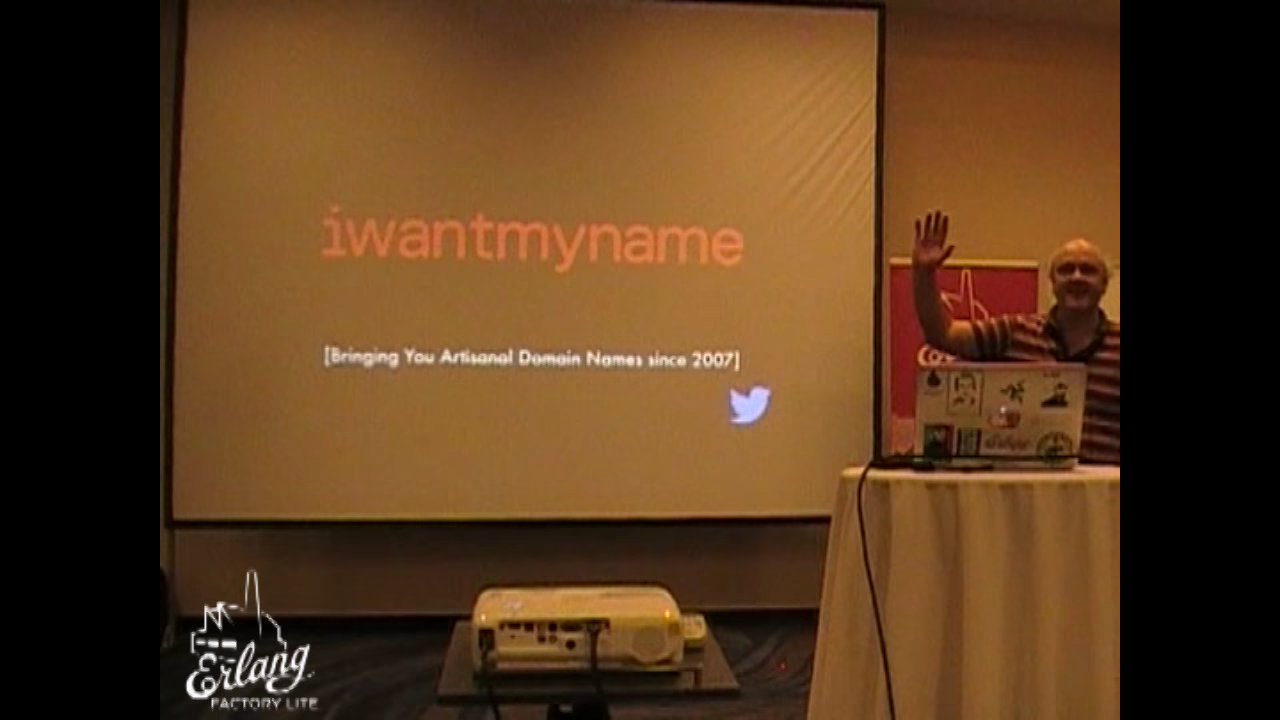 iwantmyname
[Bringing You Artisanal Domain Names since 2007]
Erlang
FACTORY LITE